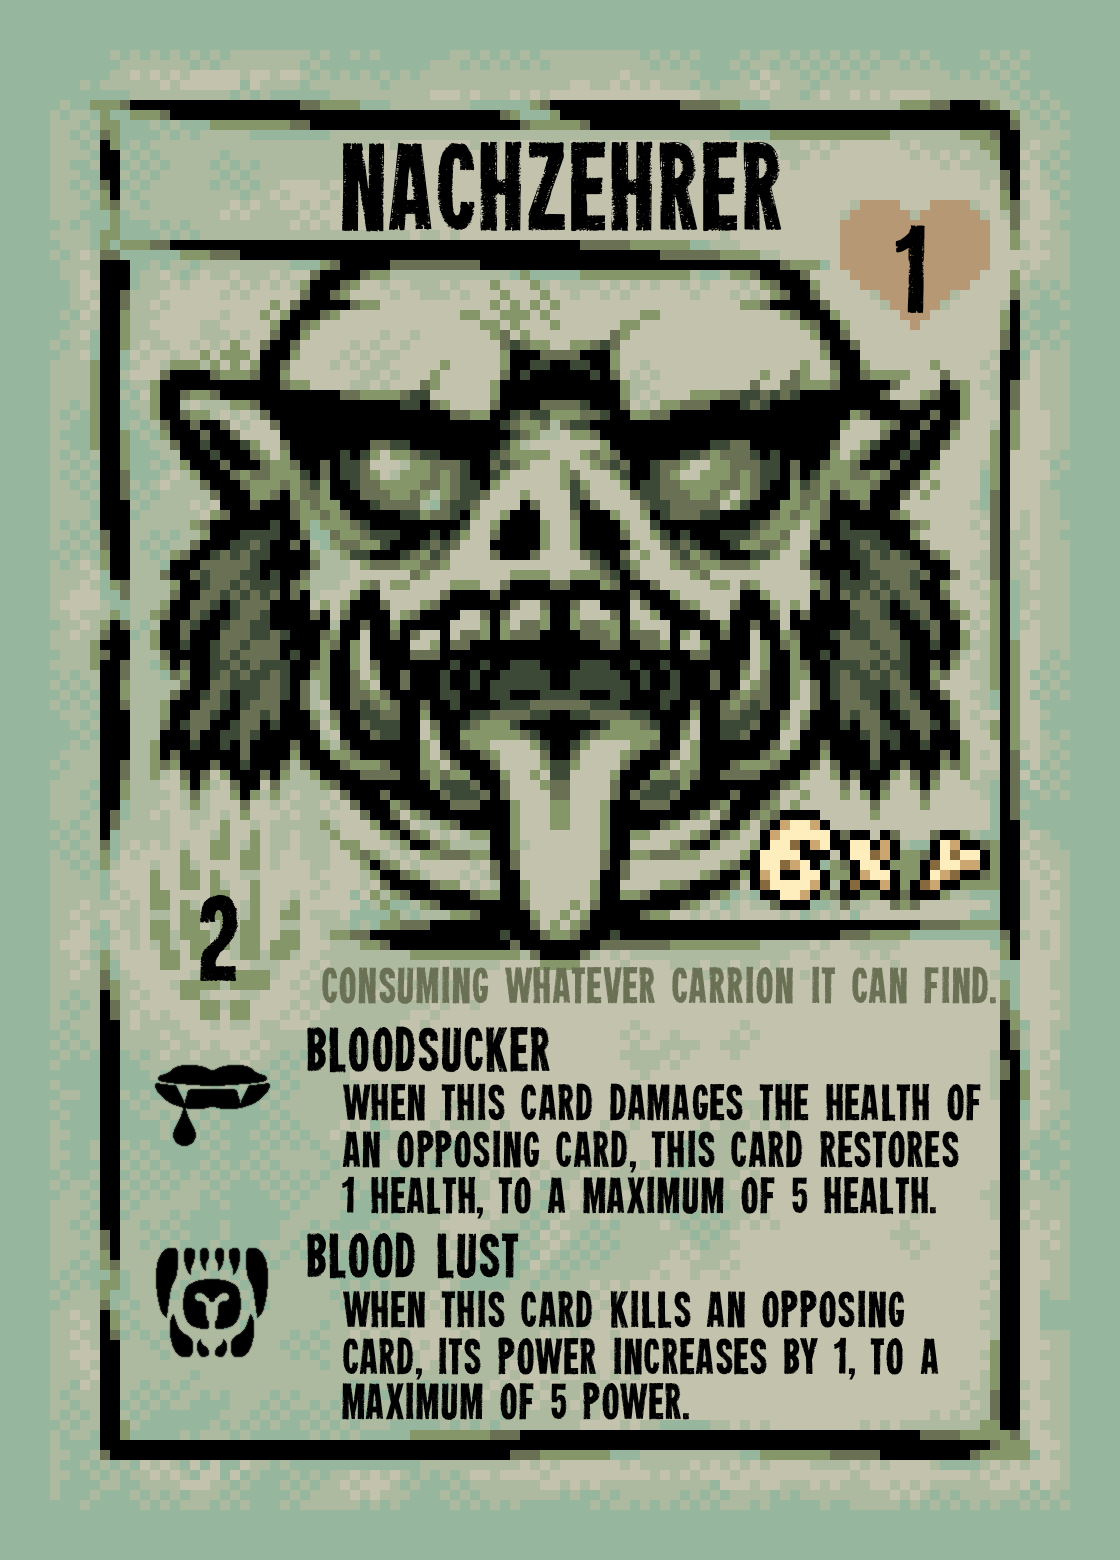 NACHZEHRER
1
6 X
2
CONSUMING WHATEVER CARRION IT CAN FIND.
BLOODSUCKER
WHEN THIS CARD DAMAGES THE HEALTH OF
AN OPPOSING CARD, THIS CARD RESTORES
1 HEALTH, TO A MAXIMUM OF 5 HEALTH.
BLOOD LUST
WHEN THIS CARD KILLS AN OPPOSING
CARD, ITS POWER INCREASES BY 1, TO A
MAXIMUM OF 5 POWER.